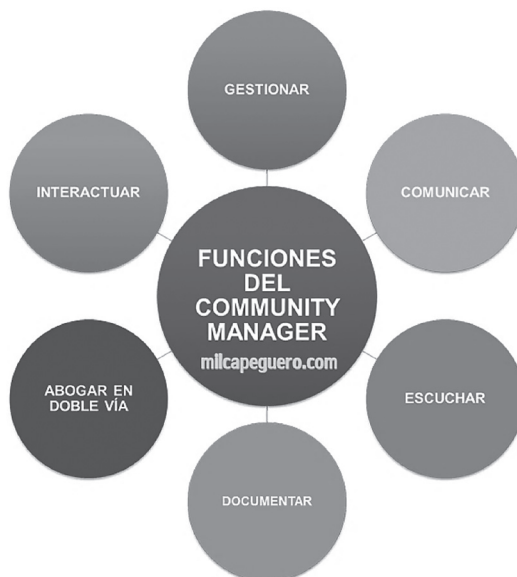 GESTIONAR
COMUNICAR
ESCUCHAR
DOCUMENTAR
ABOGAR EN
DOBLE VÍA
INTERACTUAR
FUNCIONES
DEL
COMMUNITY
MANAGER
milcapeguero.com